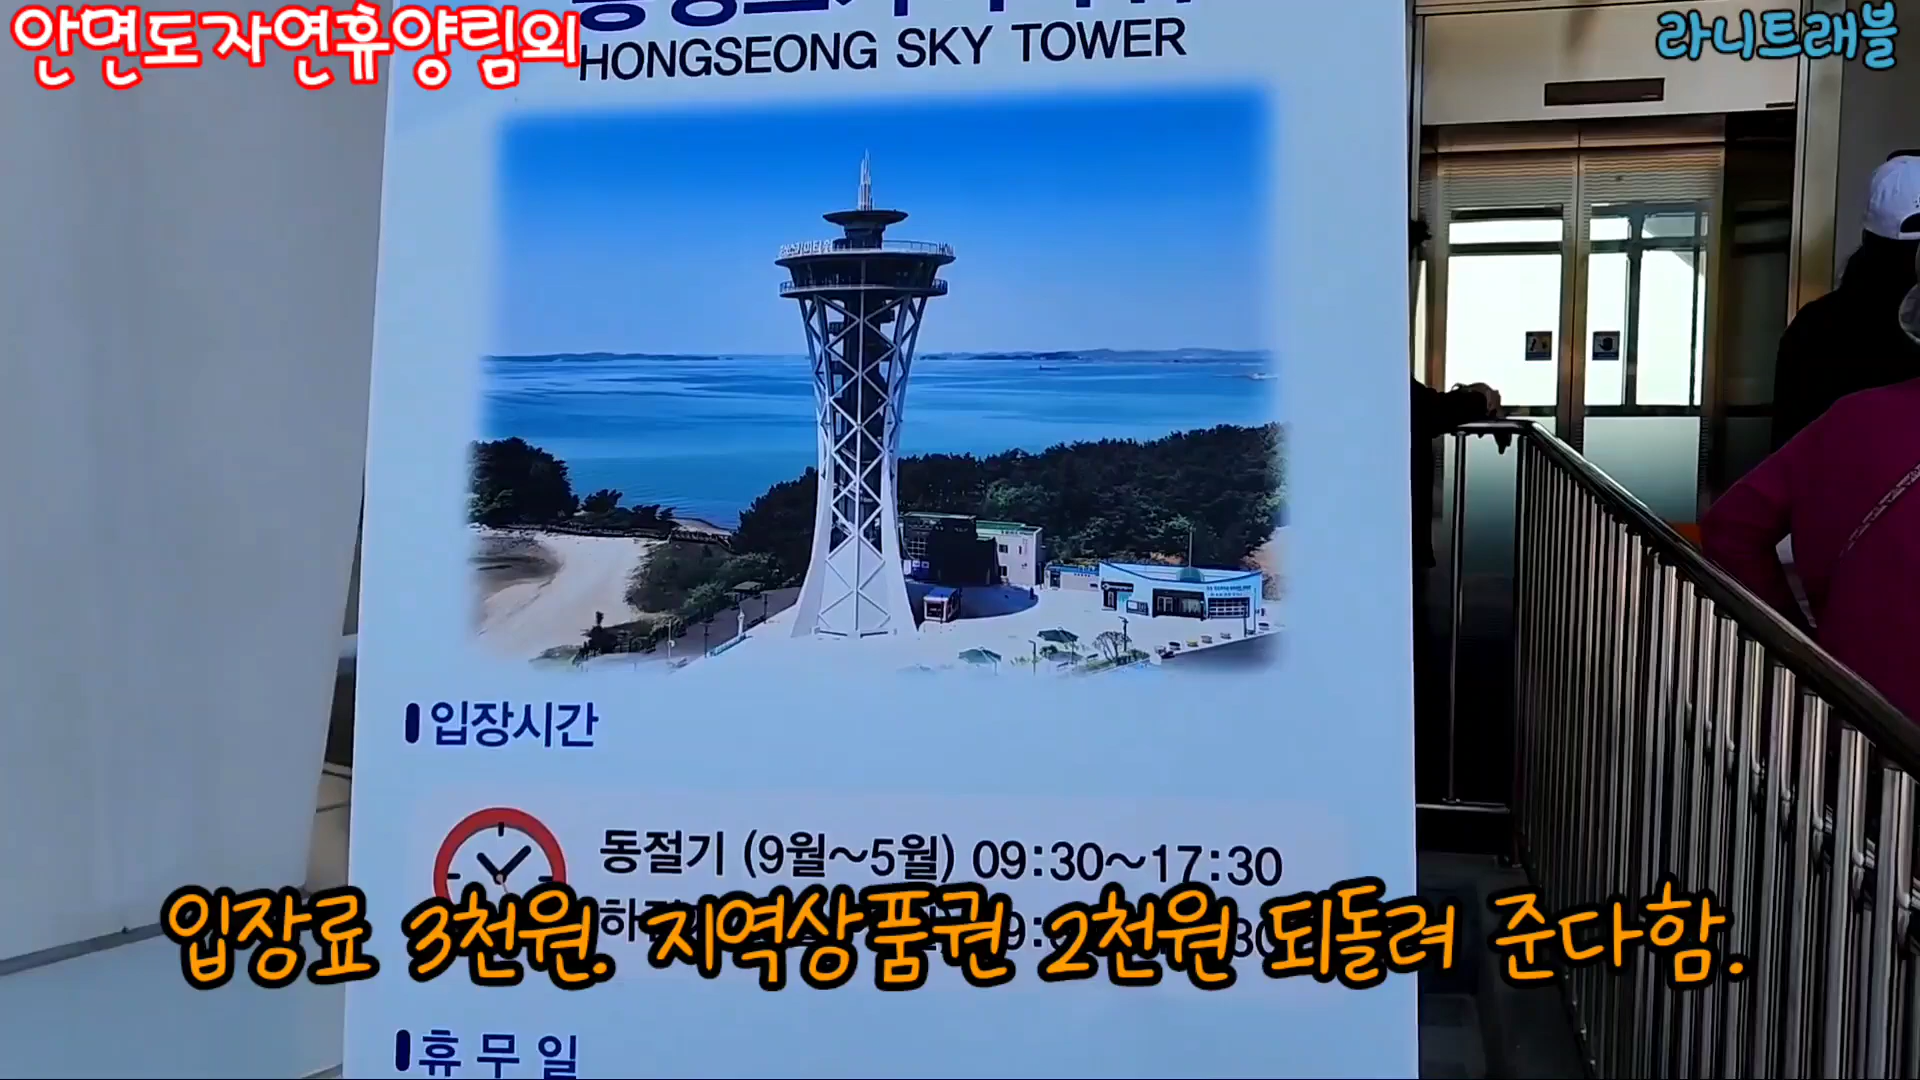 안면도자연휴양림외
라니트래블
HONGSEONG SKY TOWER
입장시간
동절기 (9월~5월) 09:30~17:30
입장료 3천원. 지역상품권 2천원 되돌려 준다함.
휴무일